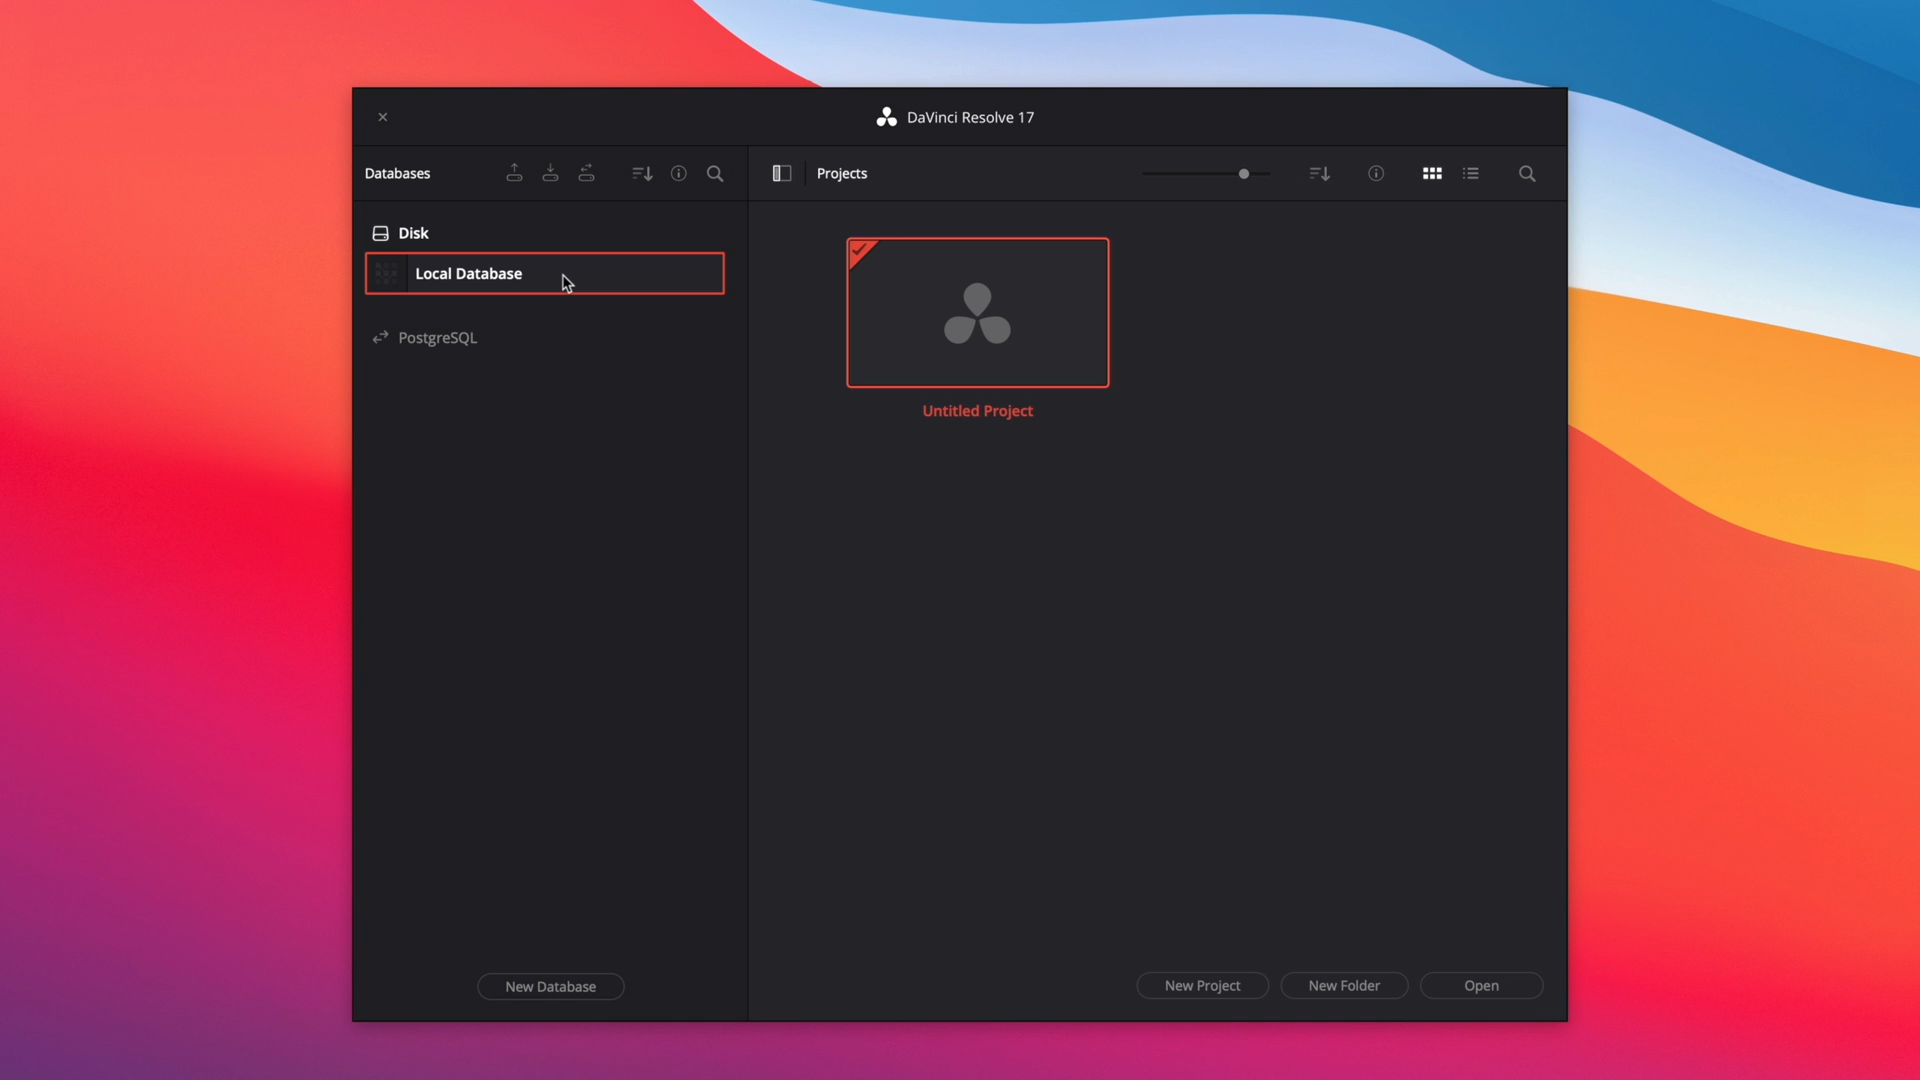 DaVinci Resolve 17
Databases
Projects
Disk
Local Database
PostgreSQL
Untitled Project
New Database
New Project
New Folder
Open